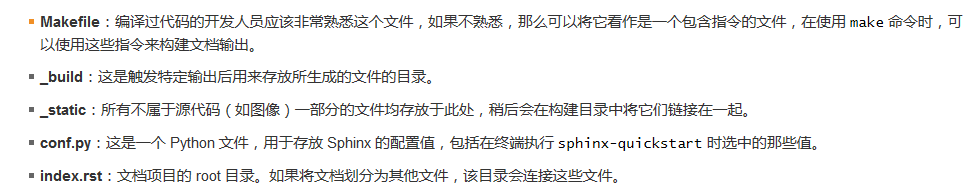 Makefile：编译过代码的开发人员应该非常熟悉这个文件，如果不熟悉，那么可以将它看作是一个包含指令的文件，在使用 make 命令时，可
以使用这些指令来构建文档输出。
_build：这是触发特定输出后用来存放所生成的文件的目录。
_static：所有不属于源代码（如图像）一部分的文件均存放于此处，稍后会在构建目录中将它们链接在一起。
conf.py：这是一个 Python 文件，用于存放 Sphinx 的配置值，包括在终端执行 sphinx-quickstart 时选中的那些值。
index.rst：文档项目的 root 目录。如果将文档划分为其他文件，该目录会连接这些文件。